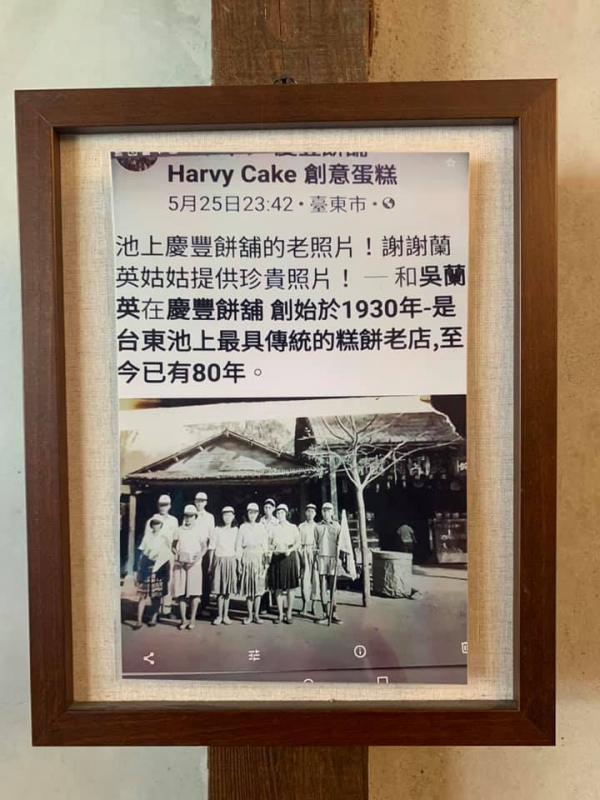 Harvy Cake 創意蛋糕
5月25日23:42・臺東市・
池上慶豐餅舖的老照片！謝謝蘭
英姑姑提供珍貴照片！ — 和吳蘭
英在慶豐餅舖 創始於1930年-是
台東池上最具傳統的糕餅老店,至
今已有80年。